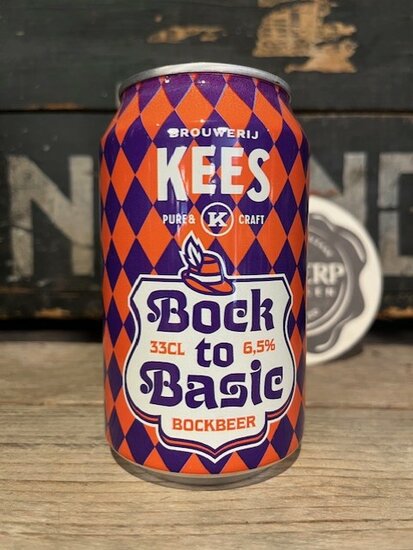 BROUWERIJ
KEES
PURE & K CRAFT
Bock
33CL to 6,5%
Basic
BOCKBEER